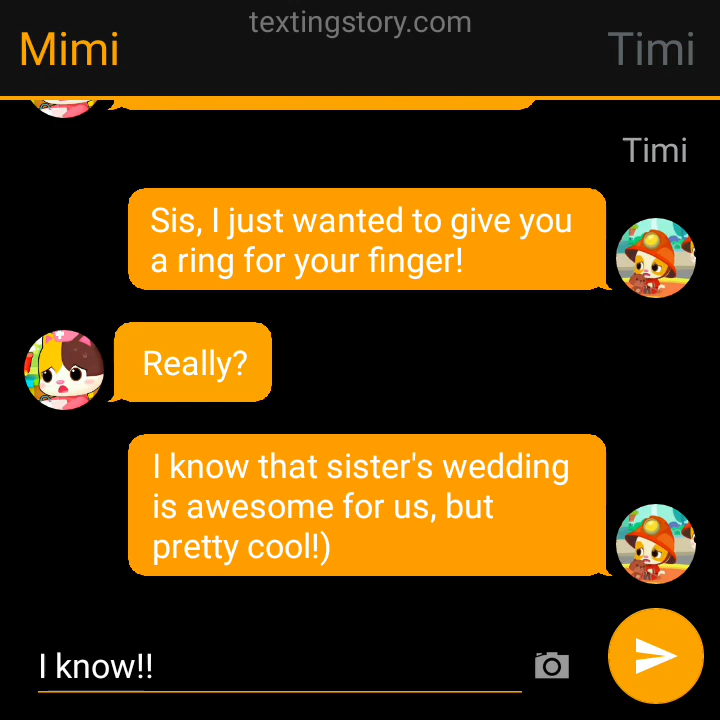 textingstory.com
Mimi
Timi
Timi
Sis, I just wanted to give you
a ring for your finger!
Really?
I know that sister's wedding
is awesome for us, but
pretty cool!)
I know!!